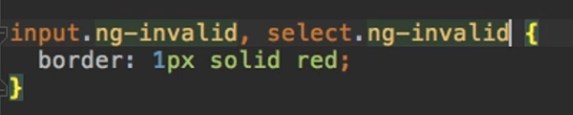 input.ng-invalid, select.ng-invalid {
  border: 1px solid red;
}